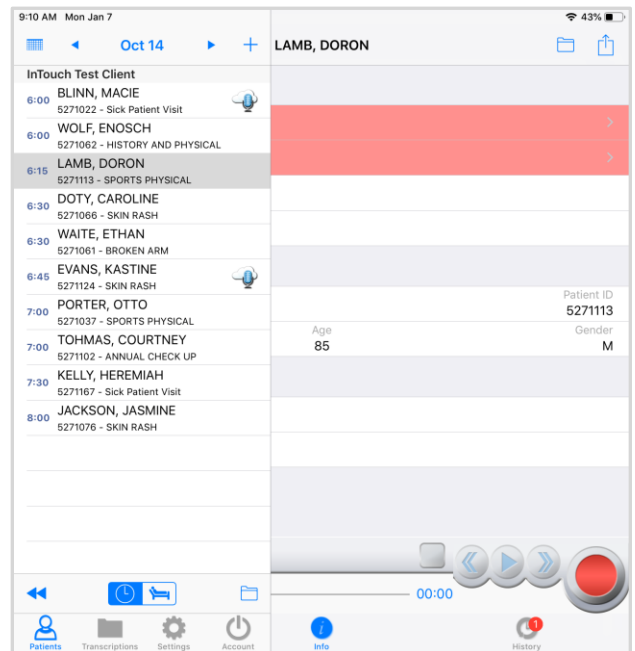 9:10 AM Mon Jan 7
43%
Oct 14
LAMB, DORON
InTouch Test Client
6:00 BLINN, MACIE
5271022 - Sick Patient Visit
6:00 WOLF, ENOSCH
5271062 - HISTORY AND PHYSICAL
6:15 LAMB, DORON
5271113 - SPORTS PHYSICAL
6:30 DOTY, CAROLINE
5271066 - SKIN RASH
6:30 WAITE, ETHAN
5271061 - BROKEN ARM
6:45 EVANS, KASTINE
5271124 - SKIN RASH
7:00 PORTER, OTTO
5271037 - SPORTS PHYSICAL
7:00 TOHMAS, COURTNEY
5271102 - ANNUAL CHECK UP
7:30 KELLY, HEREMIAH
5271167 - Sick Patient Visit
8:00 JACKSON, JASMINE
5271076 - SKIN RASH
Patient ID
5271113
Age
85
Gender
M
00:00
Patients
Transcriptions
Settings
Account
Info
1
History